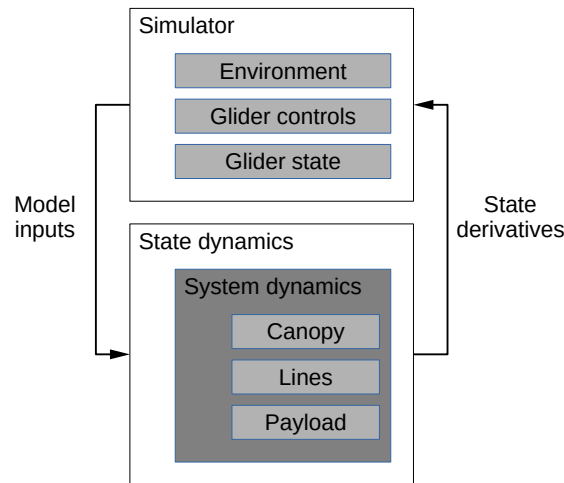 Simulator
Environment
Glider controls
Glider state
Model
inputs
State
derivatives
State dynamics
System dynamics
Canopy
Lines
Payload